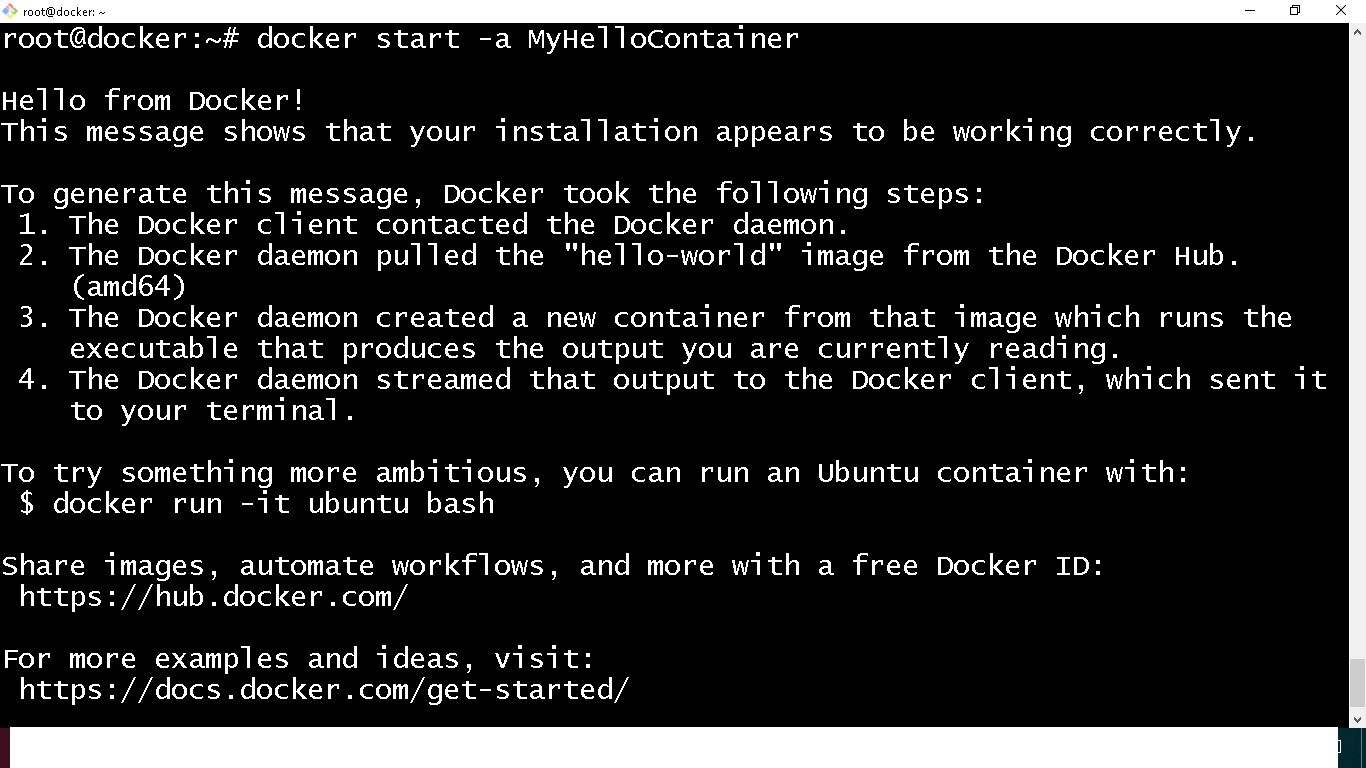 root@docker: ~
root@docker:~# docker start -a MyHelloContainer
Hello from Docker!
This message shows that your installation appears to be working correctly.
To generate this message, Docker took the following steps:
1. The Docker client contacted the Docker daemon.
2. The Docker daemon pulled the "hello-world" image from the Docker Hub.
(amd64)
3. The Docker daemon created a new container from that image which runs the
executable that produces the output you are currently reading.
4. The Docker daemon streamed that output to the Docker client, which sent it
to your terminal.
To try something more ambitious, you can run an Ubuntu container with:
$ docker run -it ubuntu bash
Share images, automate workflows, and more with a free Docker ID:
https://hub.docker.com/
For more examples and ideas, visit:
https://docs.docker.com/get-started/